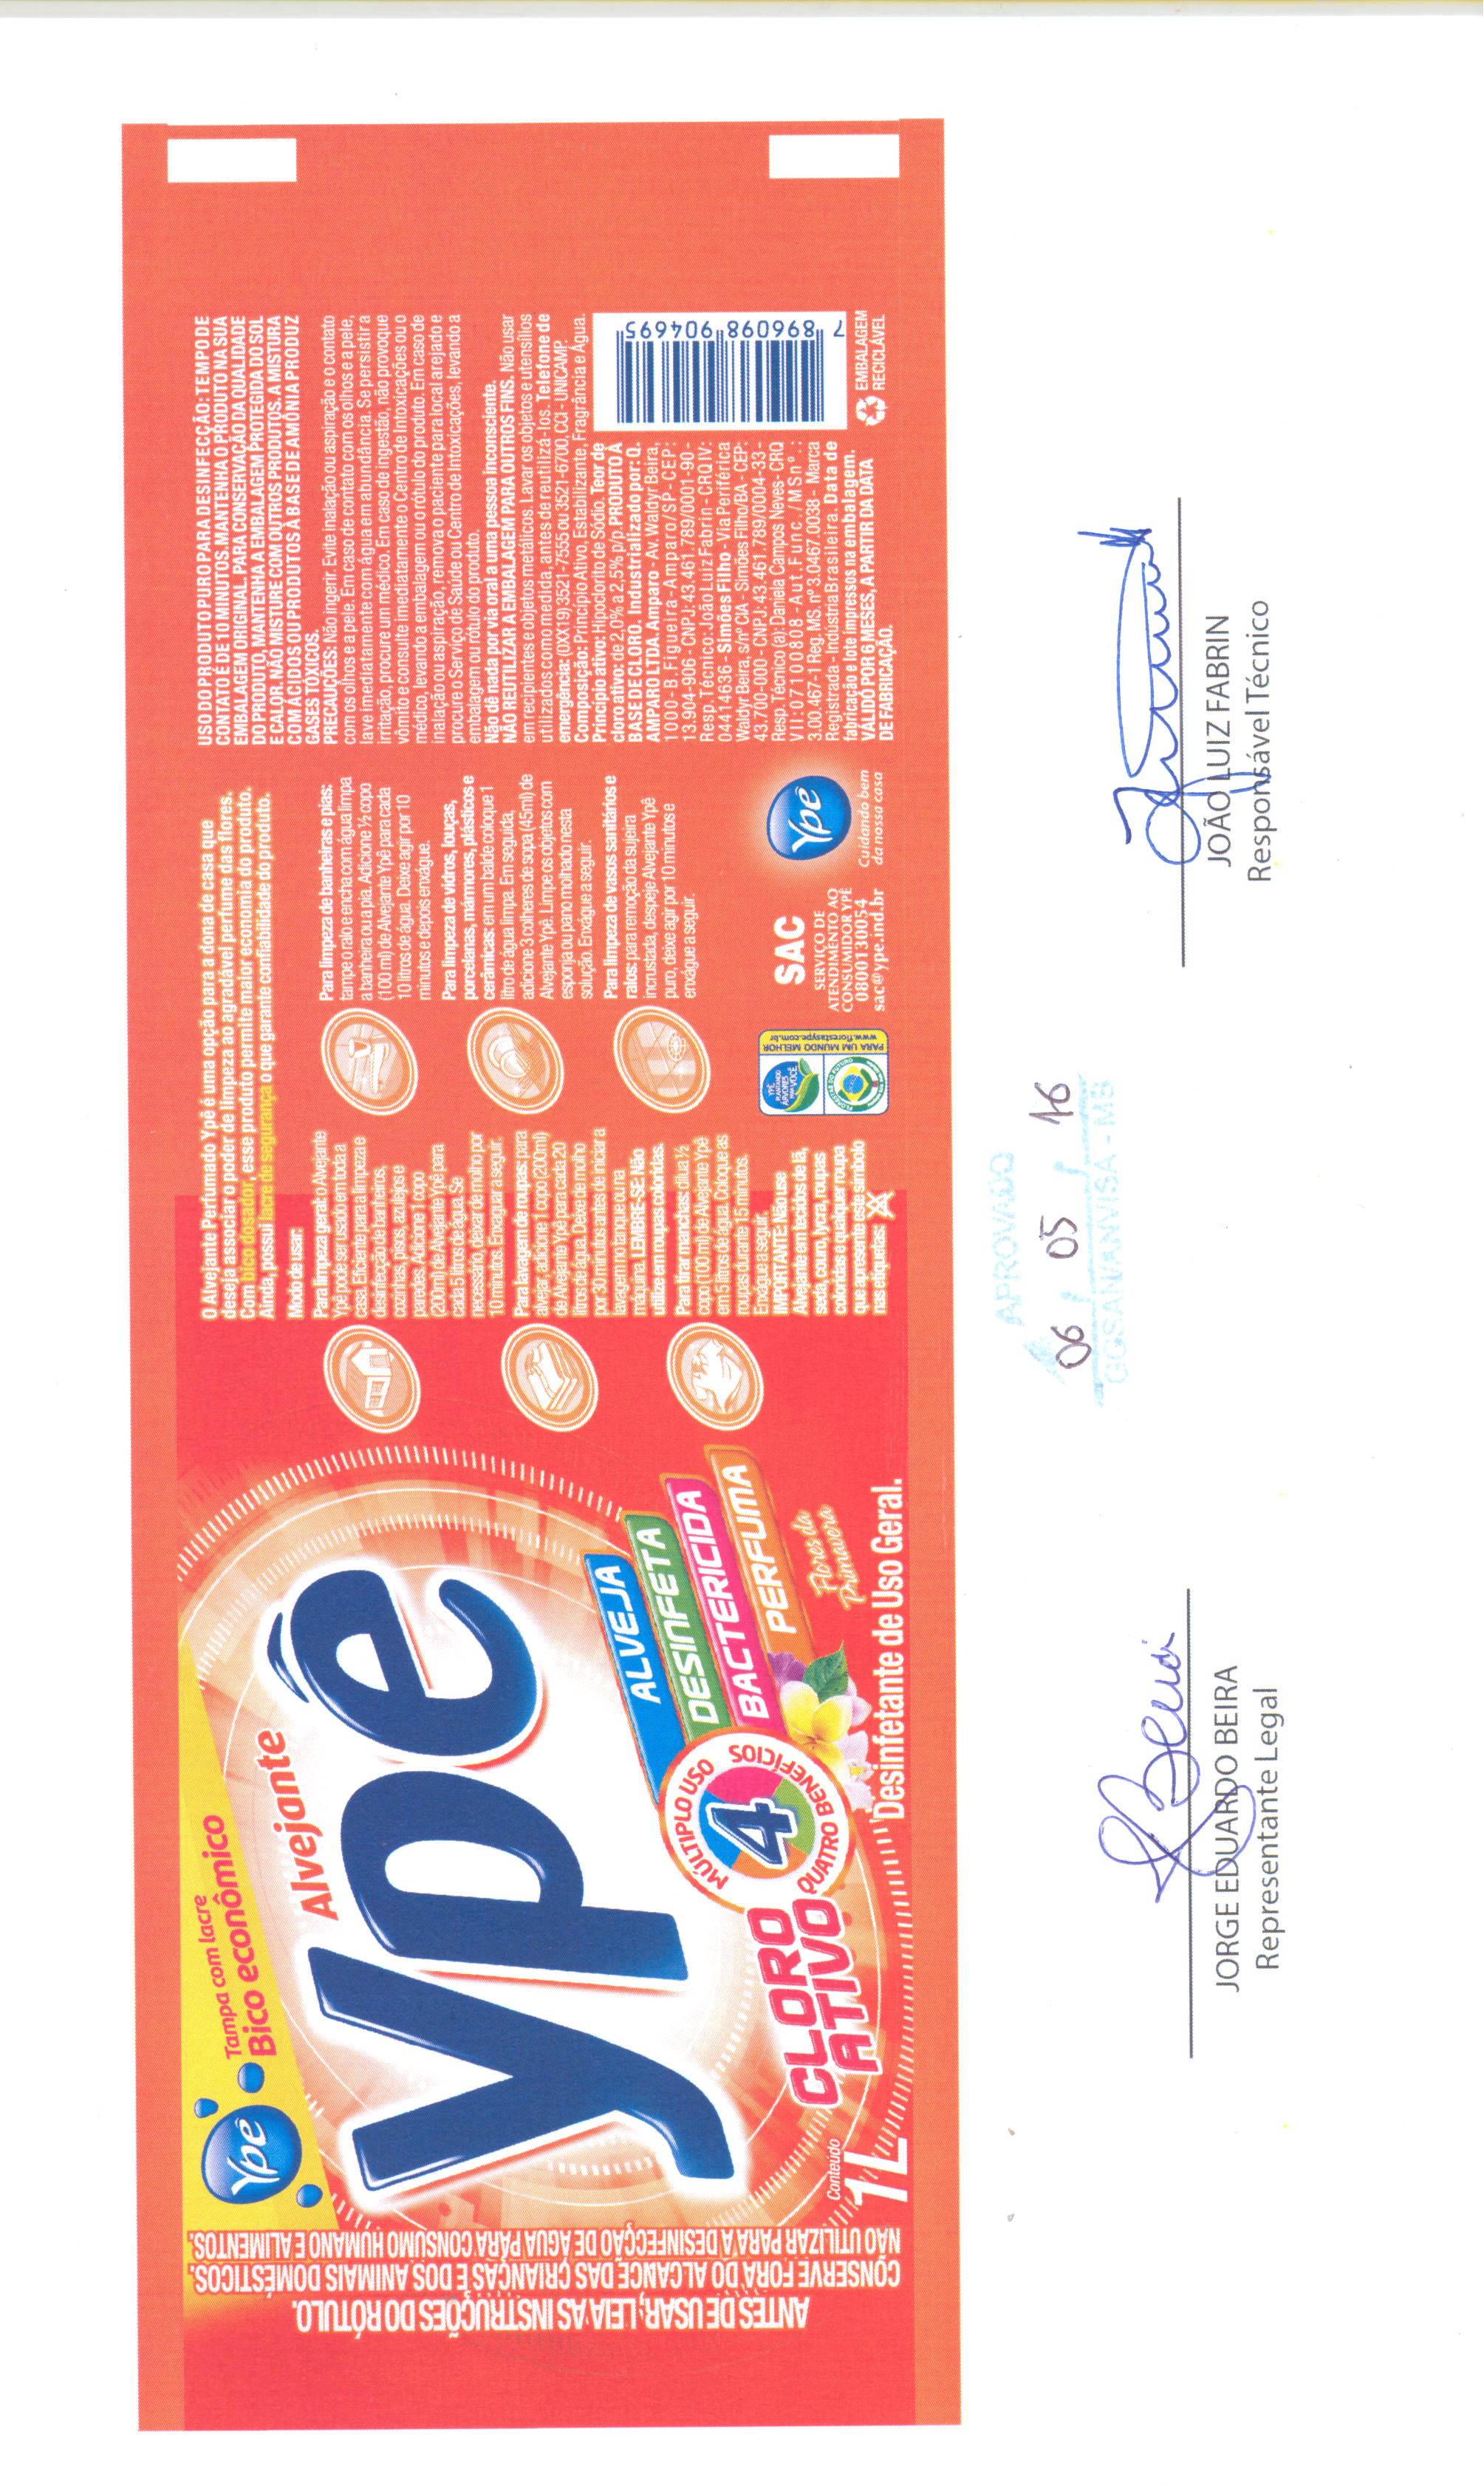 ANTES DE USAR, LEIA AS INSTRUÇÕES DO RÓTULO.
CONSERVE FORA DO ALCANCE DAS CRIANÇAS E DOS ANIMAIS DOMÉSTICOS.
NÃO UTILIZAR PARA A DESINFECÇÃO DE ÁGUA PARA CONSUMO HUMANO E ALIMENTOS.
Ypê
Tampa com lacre
Bico econômico
Alvejante
ypê
CLORO
ATIVO
MÚLTIPLO USO
4
QUATRO BENEFÍCIOS
ALVEJA
DESINFETA
BACTERICIDA
PERFUMA
Flores da
Primavera
Conteúdo
1L
Desinfetante de Uso Geral.
O Alvejante Perfumado Ypê é uma opção para a dona de casa que
deseja associar o poder de limpeza ao agradável perfume das flores.
Com bico dosador, esse produto permite maior economia do produto.
Ainda, possui lacre de segurança o que garante confiabilidade do produto.
Modo de usar:
Para limpeza geral: o Alvejante
Ypê pode ser usado em toda a
casa. Eficiente para a limpeza e
desinfecção de banheiros,
cozinhas, pisos, azulejos e
paredes. Adicione 1 copo
(200ml) de Alvejante Ypê para
cada 5 litros de água. Se
necessário, deixar de molho por
10 minutos. Enxaguar a seguir.
Para lavagem de roupas: para
alvejar, adicione 1 copo (200ml)
de Alvejante Ypê para cada 20
litros de água. Deixe de molho
por 30 minutos antes de iniciar a
lavagem no tanque ou na
máquina. LEMBRE-SE: Não
utilize em roupas coloridas.
Para tirar manchas: dilua ½
copo (100 ml) de Alvejante Ypê
em 5 litros de água. Coloque as
roupas durante 15 minutos.
Enxágue a seguir.
IMPORTANTE: Não use
Alvejante em tecidos de lã,
seda, couro, lycra, roupas
coloridas e qualquer roupa
que apresente este símbolo
nas etiquetas:
Para limpeza de banheiras e pias:
tampe o ralo e encha com água limpa
a banheira ou a pia. Adicione ½ copo
(100 ml) de Alvejante Ypê para cada
10 litros de água. Deixe agir por 10
minutos e depois enxágue.
Para limpeza de vidros, louças,
porcelanas, mármores, plásticos e
cerâmicas: em um balde coloque 1
litro de água limpa. Em seguida,
adicione 3 colheres de sopa (45ml) de
Alvejante Ypê. Limpe os objetos com
esponja ou pano molhado nesta
solução. Enxágue a seguir.
Para limpeza de vasos sanitários e
ralos: para remoção da sujeira
incrustada, despeje Alvejante Ypê
puro, deixe agir por 10 minutos e
enxágue a seguir.
YPÊ
PLANTANDO
ÁRVORES
PARA VOCÊ
PARA UM MUNDO MELHOR
www.florestasype.com.br
SAC
SERVIÇO DE
ATENDIMENTO AO
CONSUMIDOR YPÊ
0800130054
sac@ype.ind.br
Ypê
Cuidando bem
da nossa casa
USO DO PRODUTO PURO PARA DESINFECÇÃO: TEMPO DE
CONTATO É DE 10 MINUTOS. MANTENHA O PRODUTO NA SUA
EMBALAGEM ORIGINAL. PARA CONSERVAÇÃO DA QUALIDADE
DO PRODUTO, MANTENHA A EMBALAGEM PROTEGIDA DO SOL
E CALOR. NÃO MISTURE COM OUTROS PRODUTOS. A MISTURA
COM ÁCIDOS OU PRODUTOS À BASE DE AMÔNIA PRODUZ
GASES TÓXICOS.
PRECAUÇÕES: Não ingerir. Evite inalação ou aspiração e o contato
com os olhos e a pele. Em caso de contato com os olhos e a pele,
lave imediatamente com água em abundância. Se persistir a
irritação, procure um médico. Em caso de ingestão, não provoque
vômito e consulte imediatamente o Centro de Intoxicações ou o
médico, levando a embalagem ou o rótulo do produto. Em caso de
inalação ou aspiração, remova o paciente para local arejado e
procure o Serviço de Saúde ou Centro de Intoxicações, levando a
embalagem ou rótulo do produto.
Não dê nada por via oral a uma pessoa inconsciente.
NÃO REUTILIZAR A EMBALAGEM PARA OUTROS FINS. Não usar
em recipientes e objetos metálicos. Lavar os objetos e utensílios
utilizados como medida, antes de reutilizá-los. Telefone de
emergência: (0XX19) 3521-7555 ou 3521-6700, CCI - UNICAMP.
Composição: Princípio Ativo, Estabilizante, Fragrância e Água.
Princípio ativo: Hipoclorito de Sódio. Teor de
cloro ativo: de 2,0% a 2,5% p/p. PRODUTO À
BASE DE CLORO. Industrializado por: Q.
AMPARO LTDA. Amparo - Av. Waldyr Beira,
1000 - B. Figueira - Amparo/SP - CEP:
13.904-906 - CNPJ: 43.461.789/0001-90 -
Resp. Técnico: João Luiz Fabrin - CRQ IV:
04414636 - Simões Filho - Via Periférica
Waldyr Beira, s/nº CIA - Simões Filho/BA - CEP:
43.700-000 - CNPJ: 43.461.789/0004-33 -
Resp. Técnico (a): Daniela Campos Neves - CRQ
VII: 07100808 - Aut. Func./MS nº.:
3.00.467-1 Reg. MS. nº 3.0467.0038 - Marca
Registrada - Industria Brasileira. Data de
fabricação e lote impressos na embalagem.
VÁLIDO POR 6 MESES, A PARTIR DA DATA
DE FABRICAÇÃO.
7 896098 904695
EMBALAGEM
RECICLÁVEL
APROVADO
06 / 05 / 16
GGSAN/ANVISA - MS
JORGE EDUARDO BEIRA
Representante Legal
JOÃO LUIZ FABRIN
Responsável Técnico